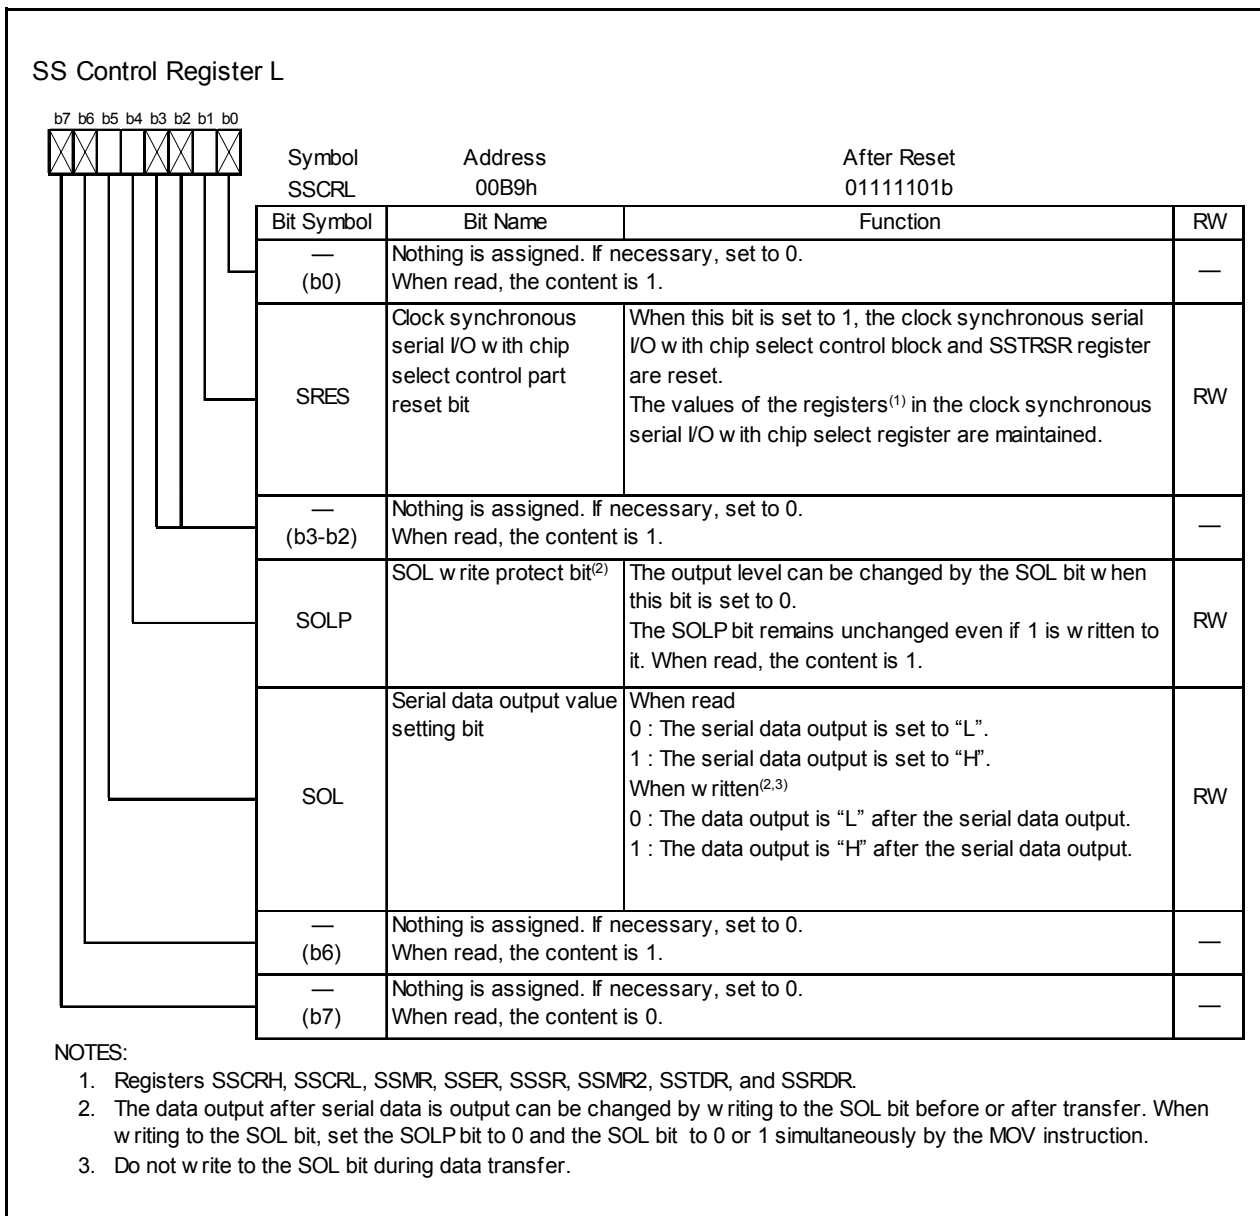 SS Control Register L
b7 b6 b5 b4 b3 b2 b1 b0
Symbol Address After Reset
SSCRL 00B9h 01111101b
Bit Symbol Bit Name Function RW
— (b0) Nothing is assigned. If necessary, set to 0. —
When read, the content is 1.
SRES
Clock synchronous
serial I/O with chip
select control part
reset bit
When this bit is set to 1, the clock synchronous serial
I/O with chip select control block and SSTRSR register
are reset.
The values of the registers(1) in the clock synchronous
serial I/O with chip select register are maintained.
RW
— (b3-b2) Nothing is assigned. If necessary, set to 0. —
When read, the content is 1.
SOLP
SOL write protect bit(2)
The output level can be changed by the SOL bit when
this bit is set to 0.
The SOLP bit remains unchanged even if 1 is written to
it. When read, the content is 1.
RW
SOL
Serial data output value
setting bit
When read
0 : The serial data output is set to “L”.
1 : The serial data output is set to “H”.
When written(2,3)
0 : The data output is “L” after the serial data output.
1 : The data output is “H” after the serial data output.
RW
— (b6) Nothing is assigned. If necessary, set to 0. —
When read, the content is 1.
— (b7) Nothing is assigned. If necessary, set to 0. —
When read, the content is 0.
NOTES:
1. Registers SSCRH, SSCRL, SSMR, SSER, SSSR, SSMR2, SSTDR, and SSRDR.
2. The data output after serial data is output can be changed by writing to the SOL bit before or after transfer. When
writing to the SOL bit, set the SOLP bit to 0 and the SOL bit to 0 or 1 simultaneously by the MOV instruction.
3. Do not write to the SOL bit during data transfer.